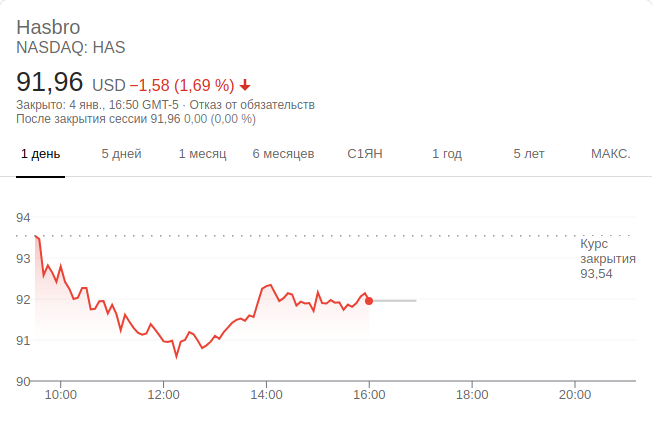 Hasbro
NASDAQ: HAS
91,96 USD −1,58 (1,69 %)
Закрыто: 4 янв., 16:50 GMT-5 · Отказ от обязательств
После закрытия сессии 91,96 0,00 (0,00 %)
1 день 5 дней 1 месяц 6 месяцев С1ЯН 1 год 5 лет МАКС.
94
Курс
закрытия
93,54
93
92
91
90
10:00 12:00 14:00 16:00 18:00 20:00